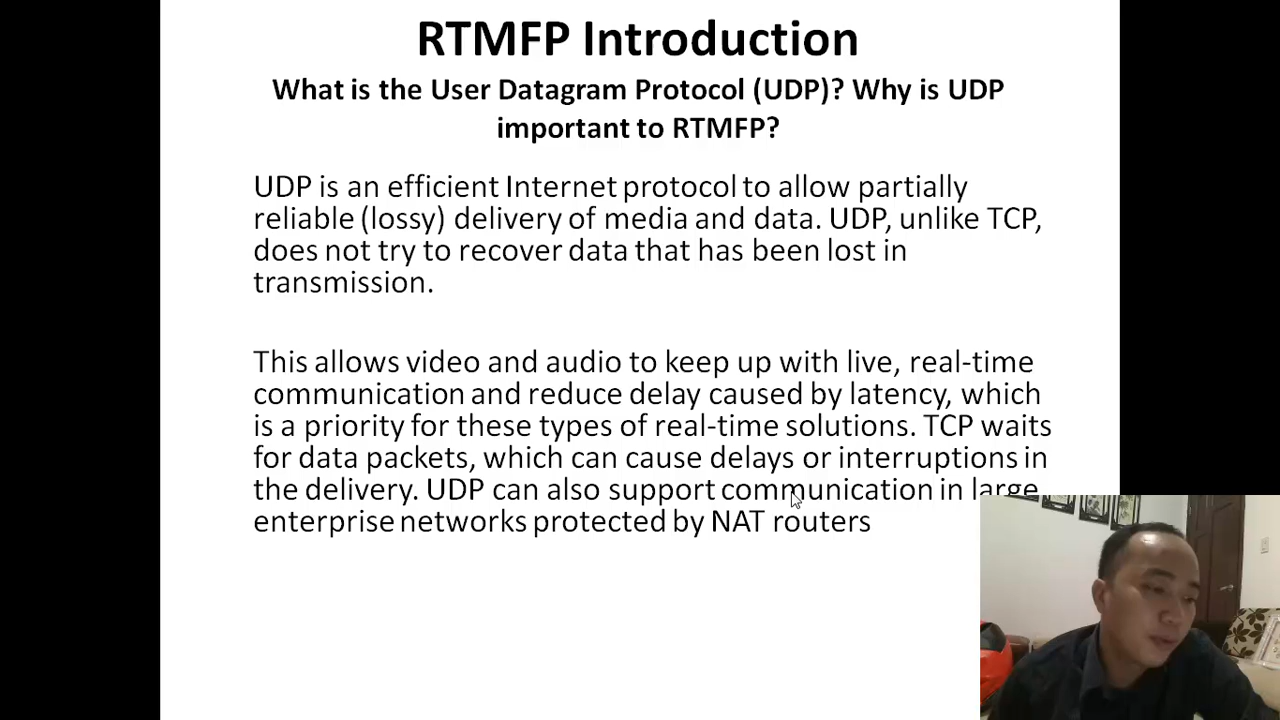 RTMFP Introduction
What is the User Datagram Protocol (UDP)? Why is UDP
important to RTMFP?
UDP is an efficient Internet protocol to allow partially
reliable (lossy) delivery of media and data. UDP, unlike TCP,
does not try to recover data that has been lost in
transmission.
This allows video and audio to keep up with live, real-time
communication and reduce delay caused by latency, which
is a priority for these types of real-time solutions. TCP waits
for data packets, which can cause delays or interruptions in
the delivery. UDP can also support communication in large
enterprise networks protected by NAT routers